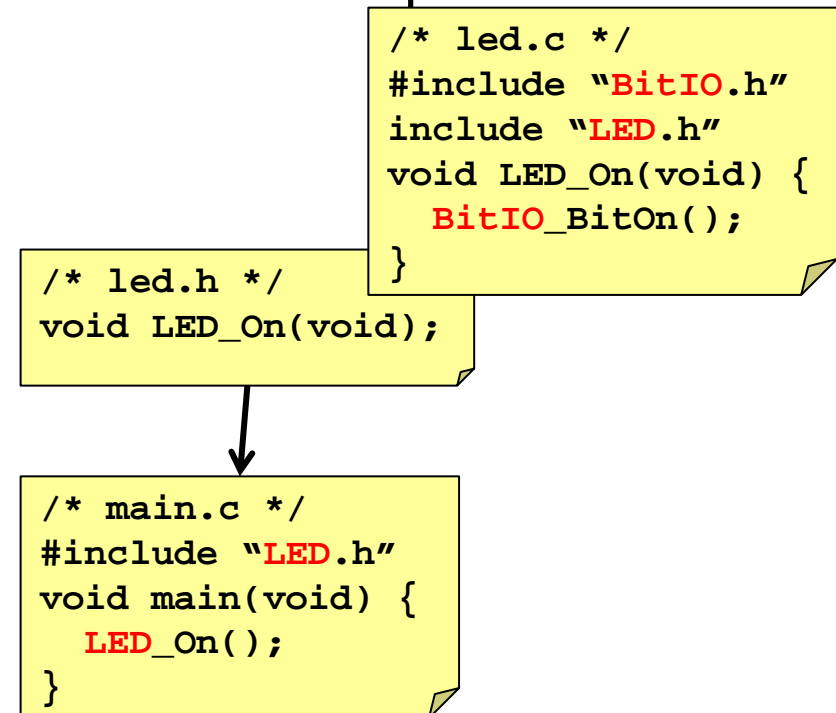 /* led.c */
#include “BitIO.h”
include “LED.h”
void LED_On(void) {
  BitIO_BitOn();
}
/* led.h */
void LED_On(void);
/* main.c */
#include “LED.h”
void main(void) {
  LED_On();
}